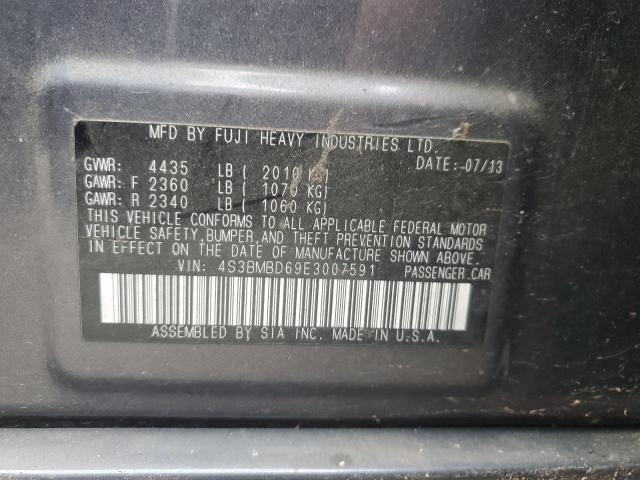 MFD BY FUJI HEAVY INDUSTRIES LTD.
GVWR: 4435 LB ( 2010 KG) DATE: 07/13
GAWR: F 2360 LB ( 1070 KG)
GAWR: R 2340 LB ( 1060 KG)
THIS VEHICLE CONFORMS TO ALL APPLICABLE FEDERAL MOTOR
VEHICLE SAFETY, BUMPER, AND THEFT PREVENTION STANDARDS
IN EFFECT ON THE DATE OF MANUFACTURE SHOWN ABOVE.
VIN: 4S3BMBD69E3007591 PASSENGER CAR
ASSEMBLED BY SIA INC. MADE IN U.S.A.